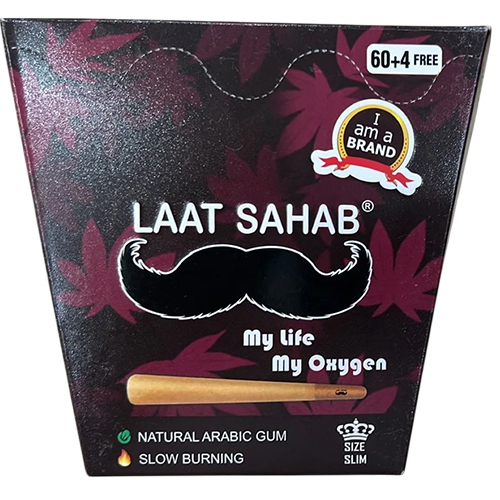 60+4 FREE
I
am a
BRAND
LAAT SAHAB®
My Life
My Oxygen
NATURAL ARABIC GUM
SLOW BURNING
SIZE
SLIM